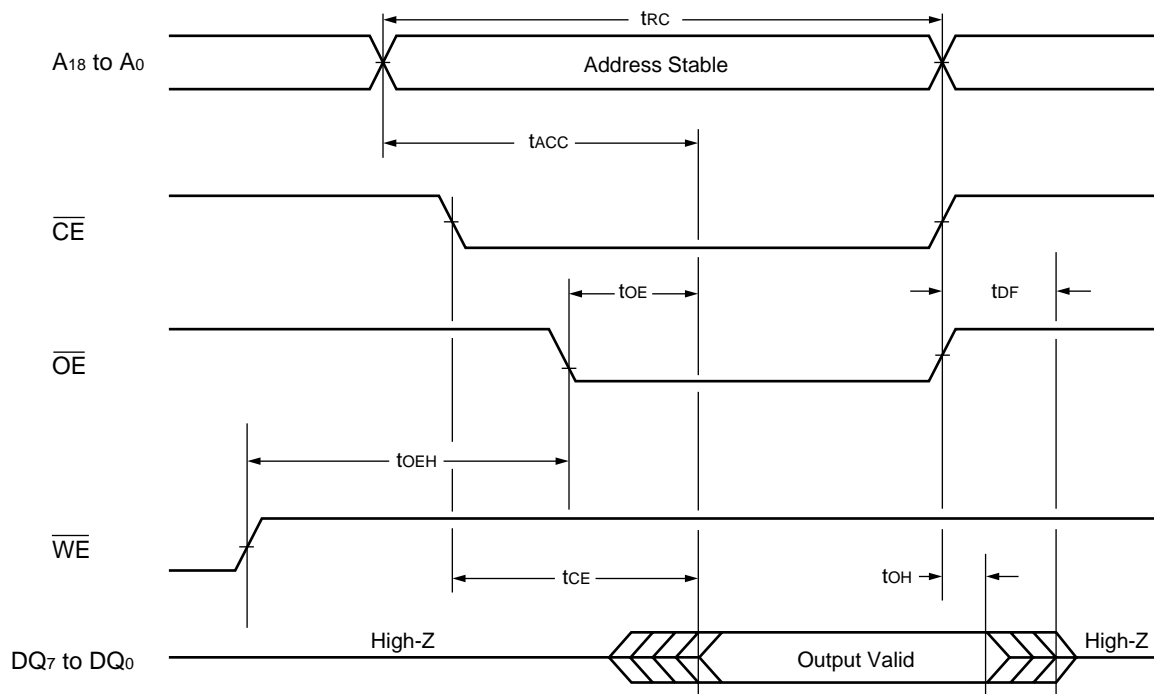 tRC
A18 to A0
Address Stable
tACC
CE
tOE
tDF
OE
tOEH
WE
tCE
tOH
High-Z
High-Z
DQ7 to DQ0
Output Valid